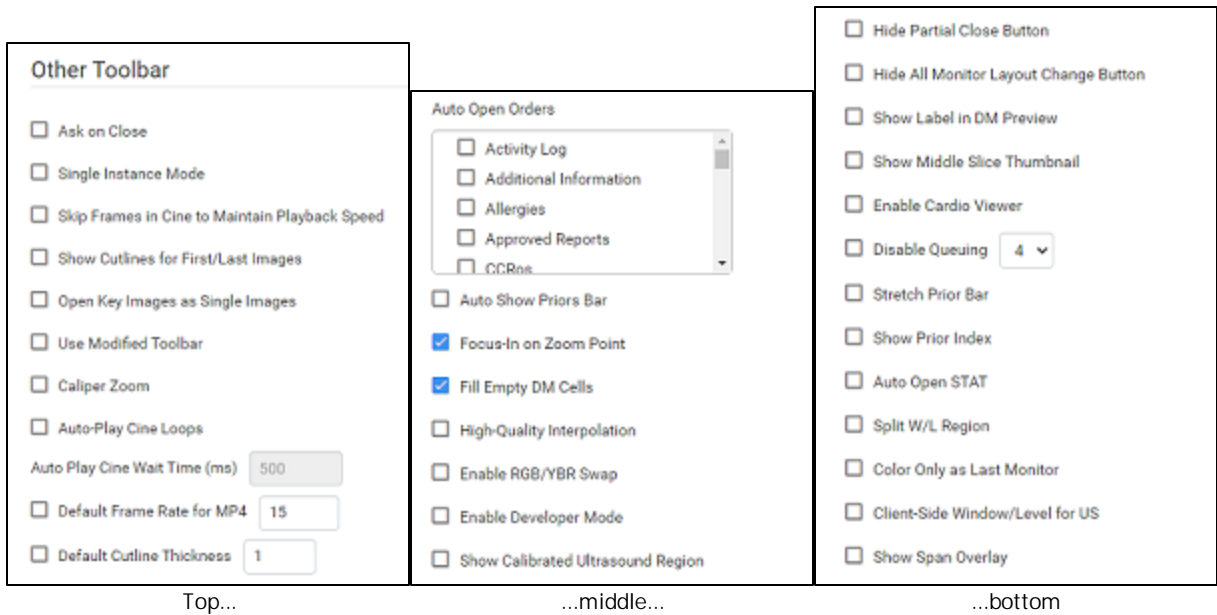 Other Toolbar
Ask on Close
Single Instance Mode
Skip Frames in Cine to Maintain Playback Speed
Show Cutlines for First/Last Images
Open Key Images as Single Images
Use Modified Toolbar
Caliper Zoom
Auto-Play Cine Loops
Auto Play Cine Wait Time (ms) 500
Default Frame Rate for MP4 15
Default Cutline Thickness 1
Top...
Auto Open Orders
Activity Log
Additional Information
Allergies
Approved Reports
CCRos
Auto Show Priors Bar
Focus-In on Zoom Point
Fill Empty DM Cells
High-Quality Interpolation
Enable RGB/YBR Swap
Enable Developer Mode
Show Calibrated Ultrasound Region
...middle...
Hide Partial Close Button
Hide All Monitor Layout Change Button
Show Label in DM Preview
Show Middle Slice Thumbnail
Enable Cardio Viewer
Disable Queuing 4
Stretch Prior Bar
Show Prior Index
Auto Open STAT
Split W/L Region
Color Only as Last Monitor
Client-Side Window/Level for US
Show Span Overlay
...bottom